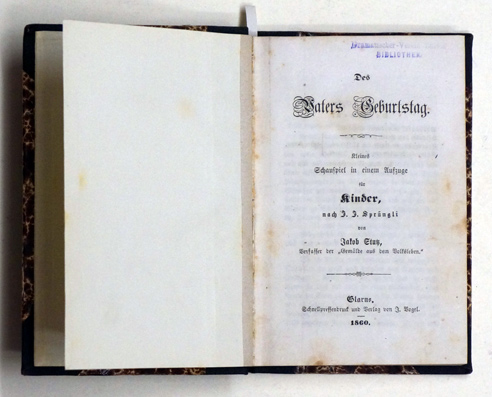 BIBLIOTHEK
Des
Vaters Geburtstag.
Kleines
Schauspiel in einem Aufzuge
für
Kinder,
nach J. J. Sprüngli
von
Jakob Stutz,
Verfasser der „Gemälde aus dem Volksleben.“
Glarus,
Schnellpressendruck und Verlag von J. Vogel.
1860.